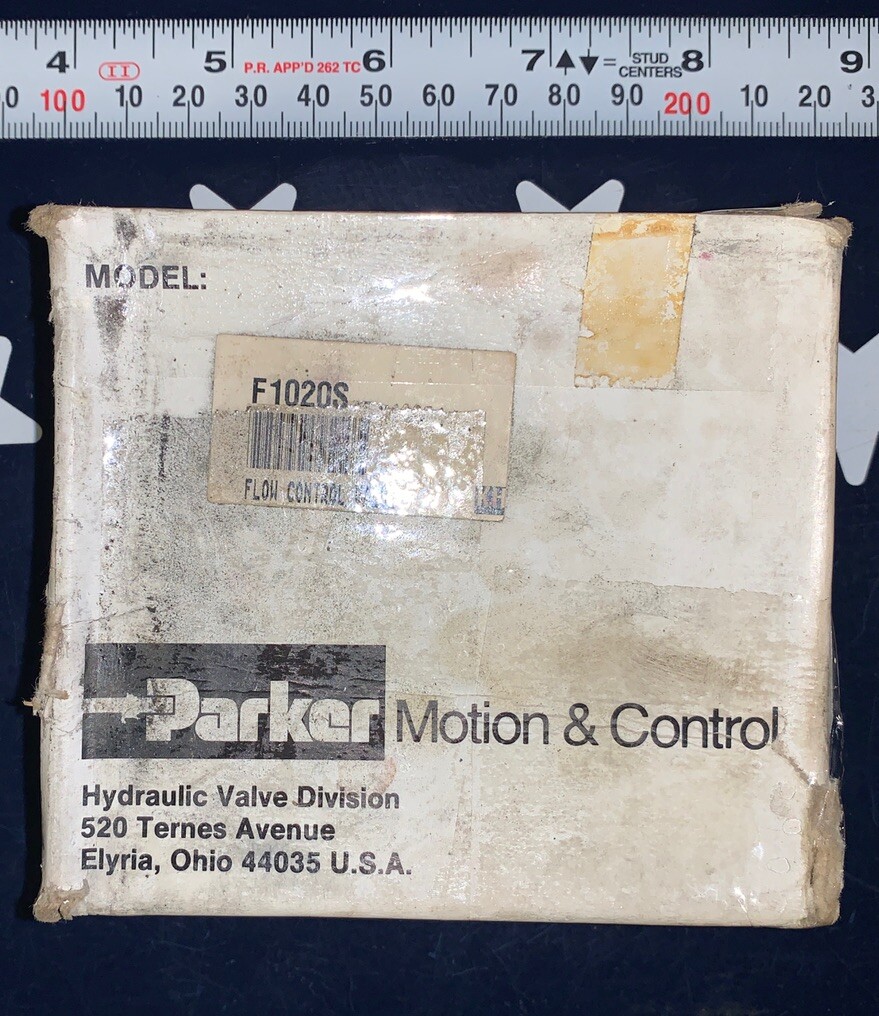 4 II 5 P.R. APP'D 262 TC 6 7 = STUD CENTERS 8 9
100 10 20 30 40 50 60 70 80 90 200 10 20 3
MODEL:
F1020S
FLOW CONTROL
Parker Motion & Control
Hydraulic Valve Division
520 Ternes Avenue
Elyria, Ohio 44035 U.S.A.